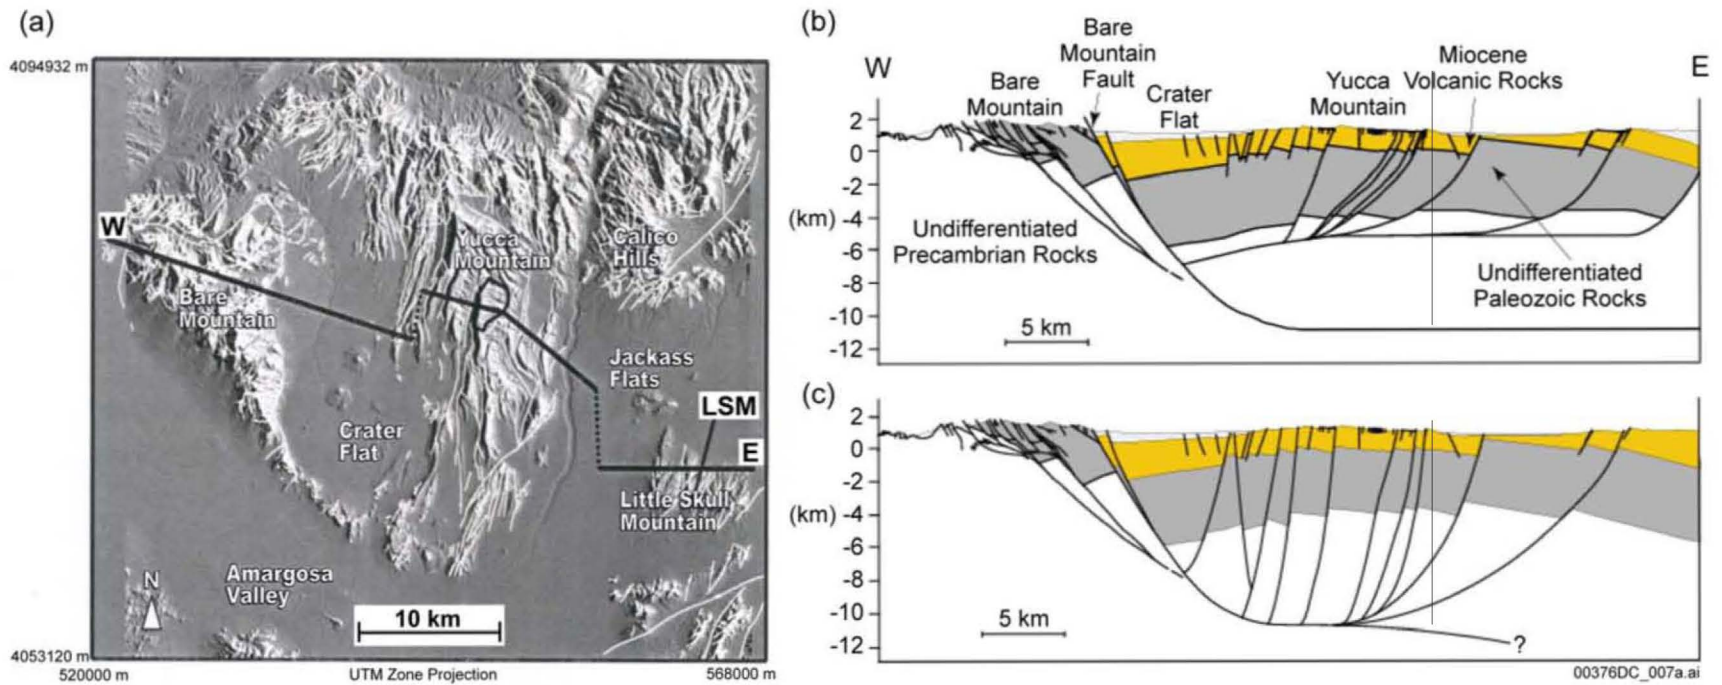 (a)
4094932 m
W
Yucca
Mountain
Calico
Hills
Bare
Mountain
Jackass
Flats
LSM
Crater
Flat
E
Little Skull
Mountain
N
Amargosa
Valley
10 km
4053120 m
520000 m
UTM Zone Projection
568000 m
(b)
W
E
Bare
Mountain
Bare
Mountain
Fault
Crater
Flat
Yucca
Mountain
Miocene
Volcanic Rocks
2
0
-2
(km) -4
-6
-8
-10
-12
Undifferentiated
Precambrian Rocks
Undifferentiated
Paleozoic Rocks
5 km
(c)
2
0
-2
(km) -4
-6
-8
-10
-12
5 km
?
00376DC_007a.ai